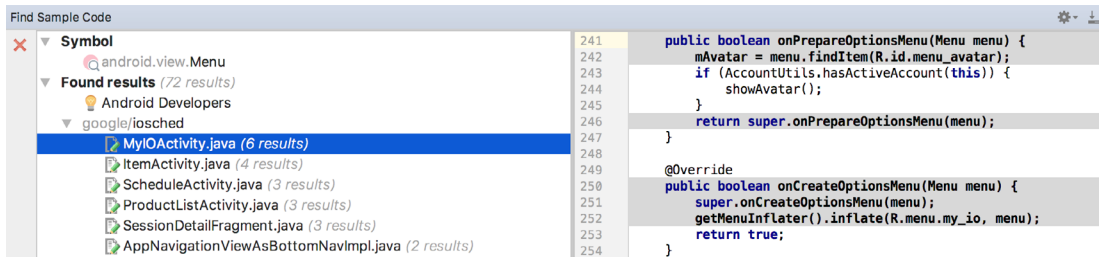 Find Sample Code
Symbol
android.view.Menu
Found results (72 results)
Android Developers
google/iosched
MyIOActivity.java (6 results)
ItemActivity.java (4 results)
ScheduleActivity.java (3 results)
ProductListActivity.java (3 results)
SessionDetailFragment.java (3 results)
AppNavigationViewAsBottomNavImpl.java (2 results)
241 public boolean onPrepareOptionsMenu(Menu menu) {
242 mAvatar = menu.findItem(R.id.menu_avatar);
243 if (AccountUtils.hasActiveAccount(this)) {
244 showAvatar();
245 }
246 return super.onPrepareOptionsMenu(menu);
247 }
248
249 @Override
250 public boolean onCreateOptionsMenu(Menu menu) {
251 super.onCreateOptionsMenu(menu);
252 getMenuInflater().inflate(R.menu.my_io, menu);
253 return true;
254 }